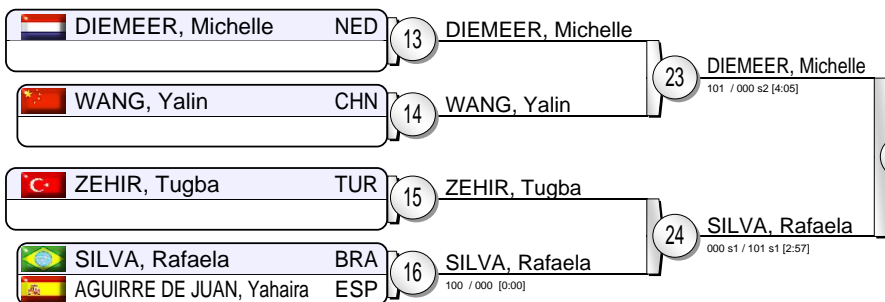 DIEMEER, Michelle NED
13
DIEMEER, Michelle
23
DIEMEER, Michelle
101 / 000 s2 [4:05]
WANG, Yalin CHN
14
WANG, Yalin
ZEHIR, Tugba TUR
15
ZEHIR, Tugba
24
SILVA, Rafaela
000 s1 / 101 s1 [2:57]
SILVA, Rafaela BRA
16
SILVA, Rafaela
100 / 000 [0:00]
AGUIRRE DE JUAN, Yahaira ESP